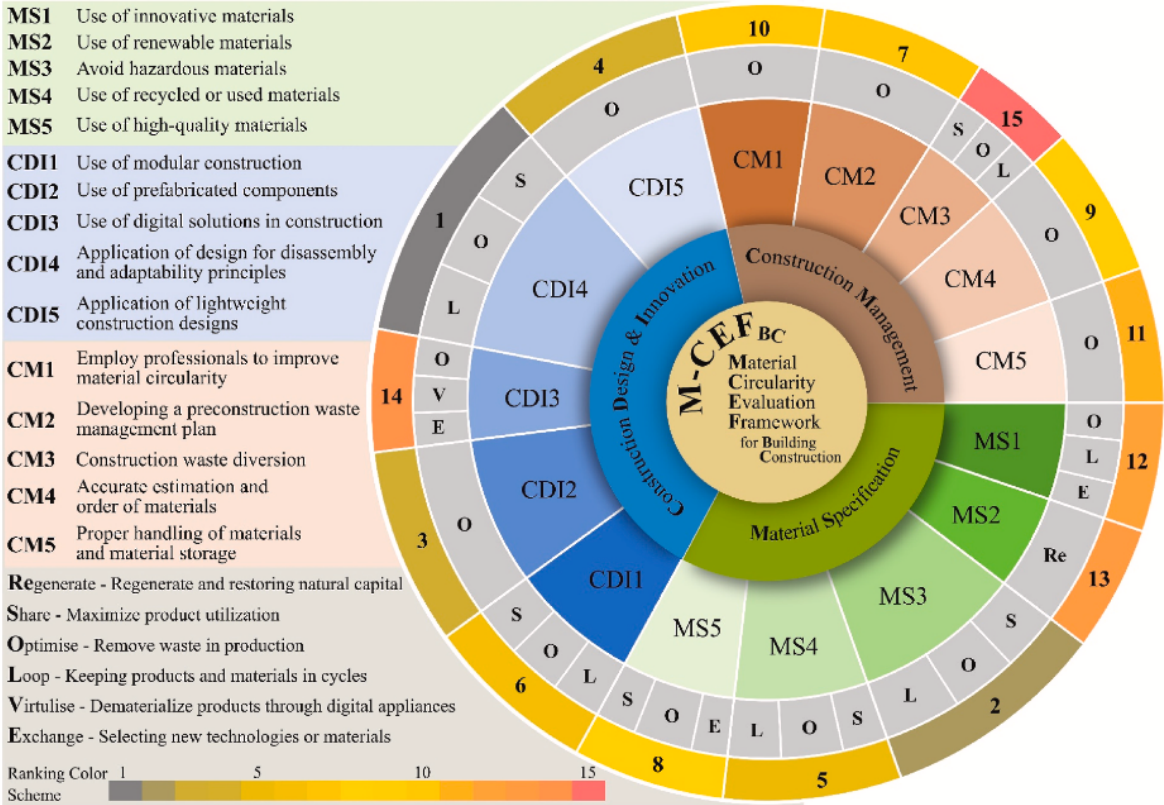 MS1 Use of innovative materials
MS2 Use of renewable materials
MS3 Avoid hazardous materials
MS4 Use of recycled or used materials
MS5 Use of high-quality materials
CDI1 Use of modular construction
CDI2 Use of prefabricated components
CDI3 Use of digital solutions in construction
CDI4 Application of design for disassembly
and adaptability principles
CDI5 Application of lightweight
construction designs
CM1 Employ professionals to improve
material circularity
CM2 Developing a preconstruction waste
management plan
CM3 Construction waste diversion
CM4 Accurate estimation and
order of materials
CM5 Proper handling of materials
and material storage
Regenerate - Regenerate and restoring natural capital
Share - Maximize product utilization
Optimise - Remove waste in production
Loop - Keeping products and materials in cycles
Virtulise - Dematerialize products through digital appliances
Exchange - Selecting new technologies or materials
Ranking Color
Scheme
1 5 10 15
M-CEF BC
Material
Circularity
Evaluation
Framework
for Building
Construction
Construction Management
Material Specification
Construction Design & Innovation
CM1
O
10
CM2
O
7
CM3
S O L
15
CM4
O
9
CM5
O
11
MS1
O L E
12
MS2
Re
13
MS3
S O L
2
MS4
S O L
5
MS5
E O S
8
CDI1
L O S
6
CDI2
O
3
CDI3
E V O
14
CDI4
L O S
1
CDI5
O
4